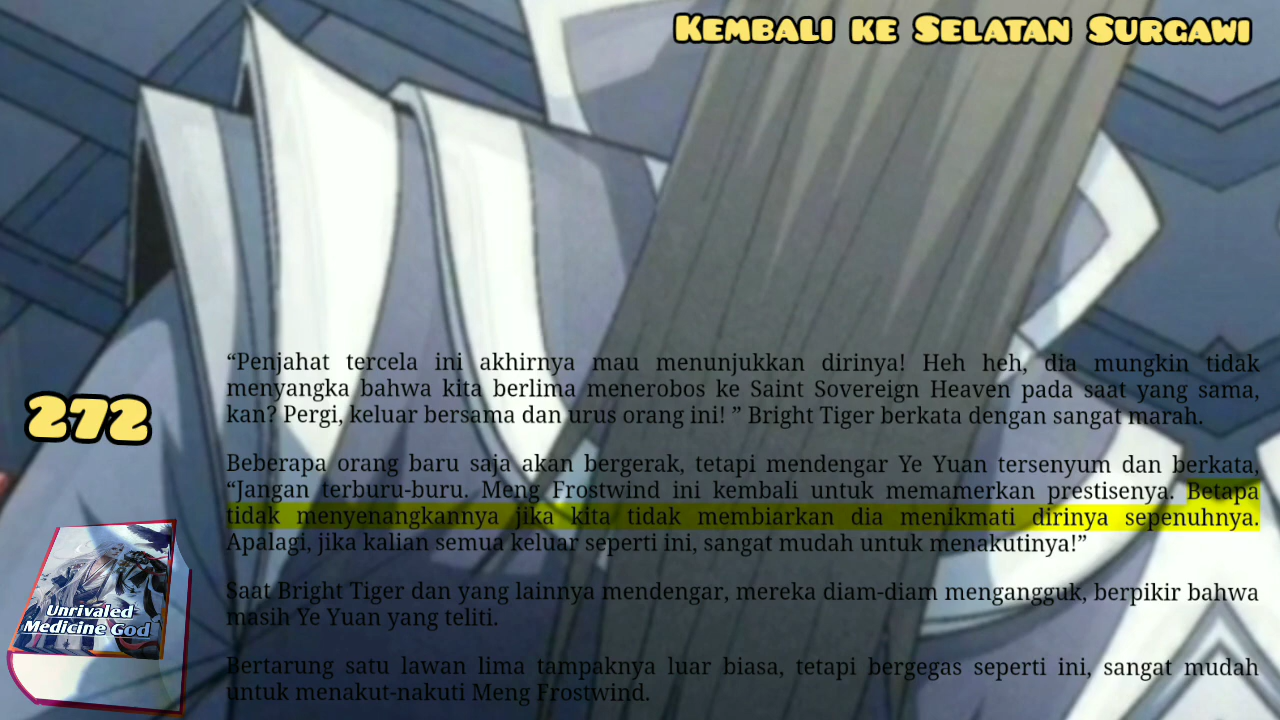 Kembali ke Selatan Surgawi
“Penjahat tercela ini akhirnya mau menunjukkan dirinya! Heh heh, dia mungkin tidak
menyangka bahwa kita berlima menerobos ke Saint Sovereign Heaven pada saat yang sama,
kan? Pergi, keluar bersama dan urus orang ini! ” Bright Tiger berkata dengan sangat marah.
272
Beberapa orang baru saja akan bergerak, tetapi mendengar Ye Yuan tersenyum dan berkata,
“Jangan terburu-buru. Meng Frostwind ini kembali untuk memamerkan prestisenya. Betapa
tidak menyenangkannya jika kita tidak membiarkan dia menikmati dirinya sepenuhnya.
Apalagi, jika kalian semua keluar seperti ini, sangat mudah untuk menakutinya!”
Saat Bright Tiger dan yang lainnya mendengar, mereka diam-diam mengangguk, berpikir bahwa
masih Ye Yuan yang teliti.
Bertarung satu lawan lima tampaknya luar biasa, tetapi bergegas seperti ini, sangat mudah
untuk menakut-nakuti Meng Frostwind.
Unrivaled
Medicine God